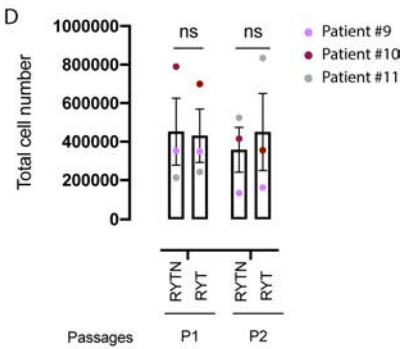 D
Total cell number
1000000
800000
600000
400000
200000
0
ns
ns
Patient #9
Patient #10
Patient #11
RYTN
RYT
RYTN
RYT
Passages
P1
P2